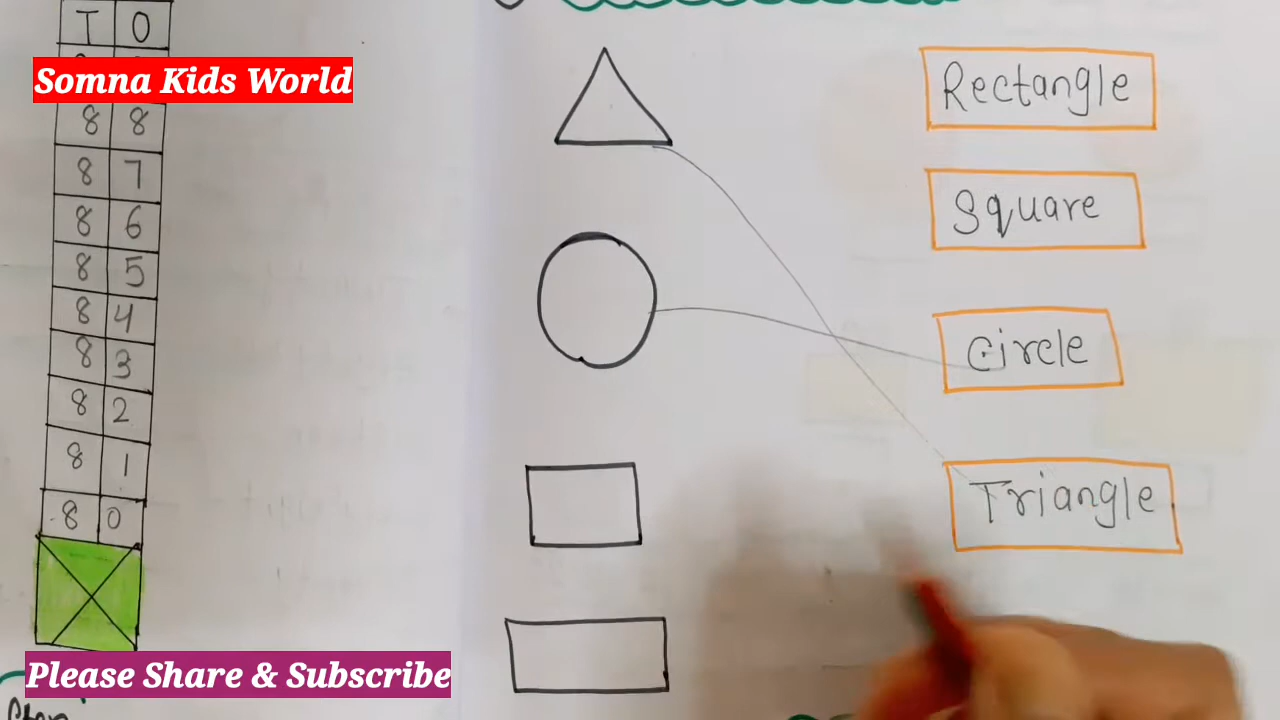 T O
Somna Kids World
8 8
8 7
8 6
8 5
8 4
8 3
8 2
8 1
8 0
Rectangle
Square
Circle
Triangle
Please Share & Subscribe